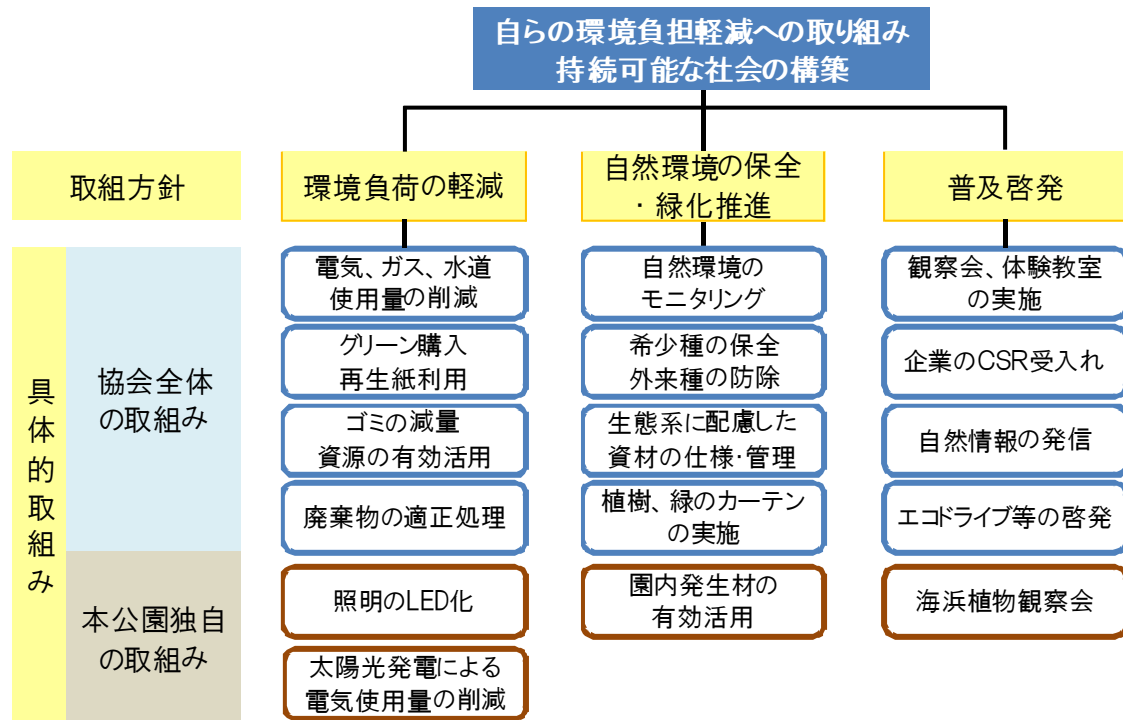 自らの環境負担軽減への取り組み
持続可能な社会の構築
取組方針
環境負荷の軽減
自然環境の保全
・緑化推進
普及啓発
具体的取組み
協会全体
の取組み
電気、ガス、水道
使用量の削減
グリーン購入
再生紙利用
ゴミの減量
資源の有効活用
廃棄物の適正処理
自然環境の
モニタリング
希少種の保全
外来種の防除
生態系に配慮した
資材の仕様・管理
植樹、緑のカーテン
の実施
観察会、体験教室
の実施
企業のCSR受入れ
自然情報の発信
エコドライブ等の啓発
本公園独自
の取組み
照明のLED化
太陽光発電による
電気使用量の削減
園内発生材の
有効活用
海浜植物観察会